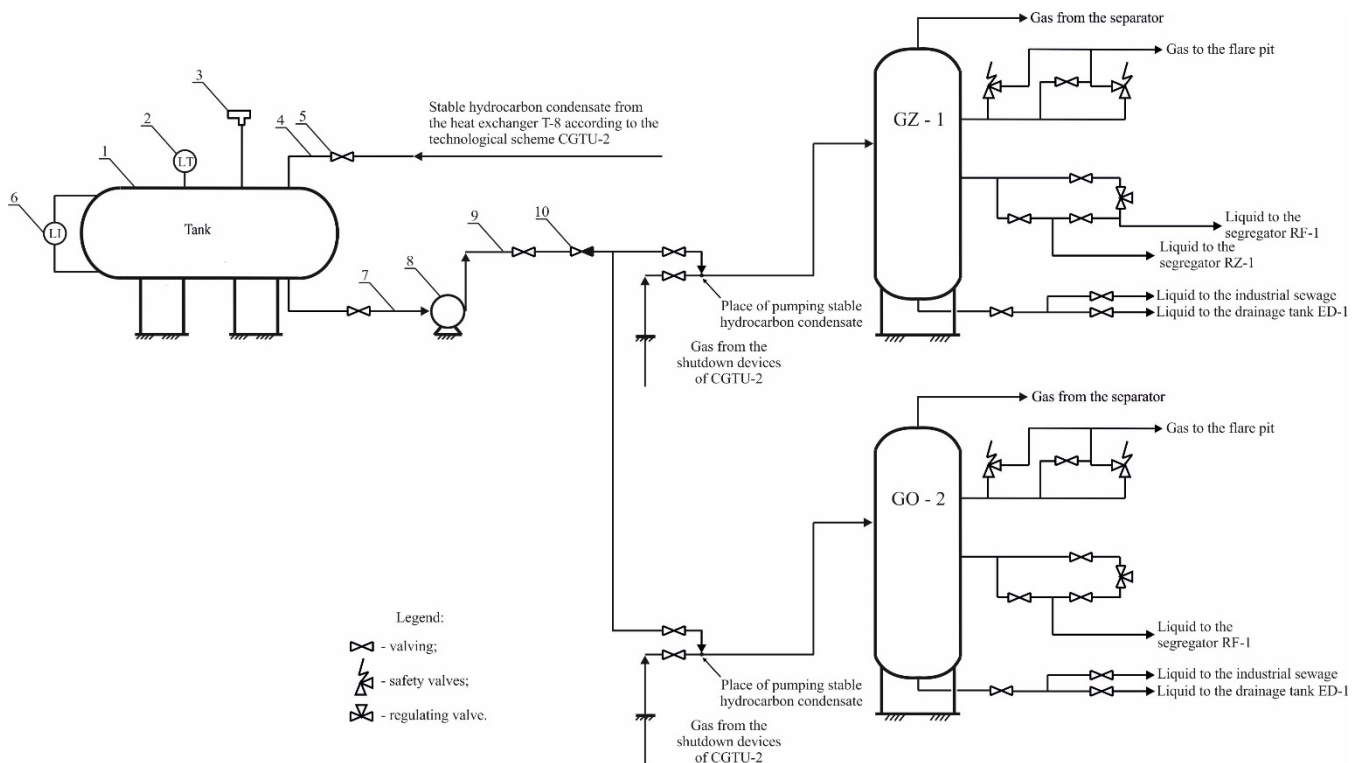 Gas from the separator
Gas to the flare pit
3
Stable hydrocarbon condensate from
the heat exchanger T-8 according to the
technological scheme CGTU-2
2
4
5
1
LT
GZ - 1
6
LI
Tank
9
10
7
8
Liquid to the
segregator RF-1
Liquid to the
segregator RZ-1
Place of pumping stable
hydrocarbon condensate
Liquid to the industrial sewage
Liquid to the drainage tank ED-1
Gas from the
shutdown devices
of CGTU-2
Gas from the separator
Gas to the flare pit
GO - 2
Legend:
- valving;
- safety valves;
- regulating valve.
Liquid to the
segregator RF-1
Place of pumping stable
hydrocarbon condensate
Liquid to the industrial sewage
Liquid to the drainage tank ED-1
Gas from the
shutdown devices
of CGTU-2